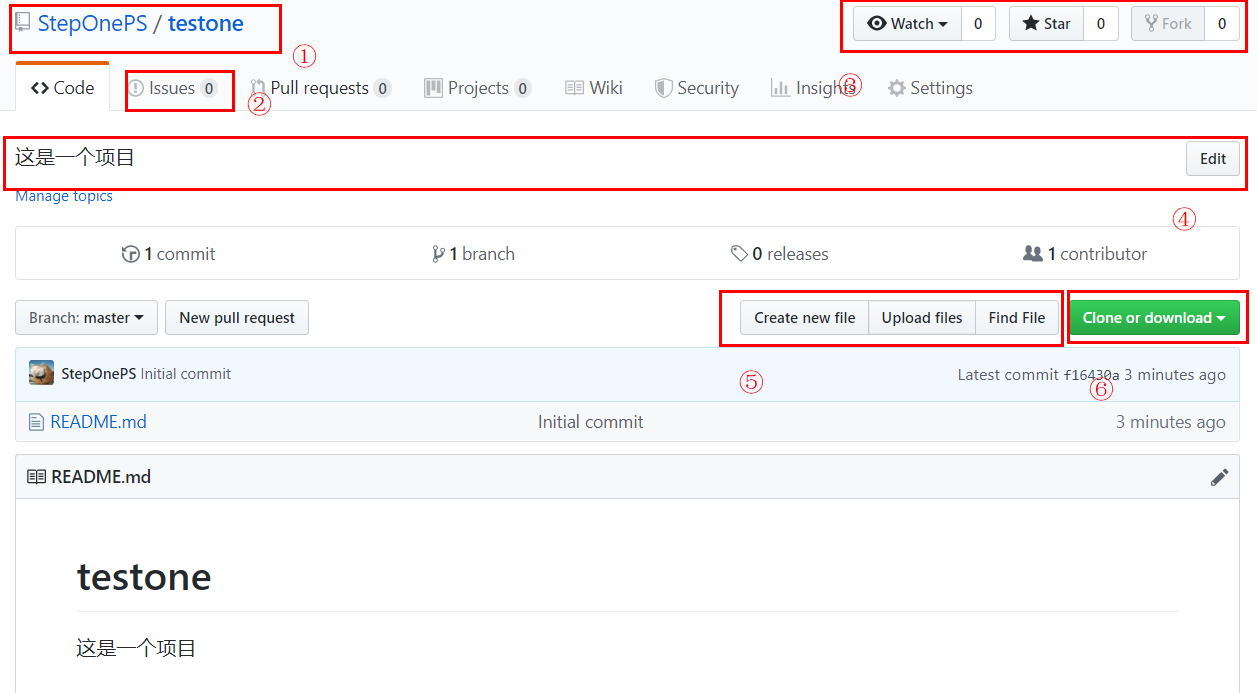 StepOnePS / testone
Watch 0 Star 0 Fork 0
①
Code Issues 0 Pull requests 0 Projects 0 Wiki Security Insights Settings
② ③
这是一个项目 Edit
Manage topics
④
1 commit 1 branch 0 releases 1 contributor
Branch: master New pull request Create new file Upload files Find File Clone or download
StepOnePS Initial commit Latest commit f16430a 3 minutes ago
⑤ ⑥
README.md Initial commit 3 minutes ago
README.md
testone
这是一个项目